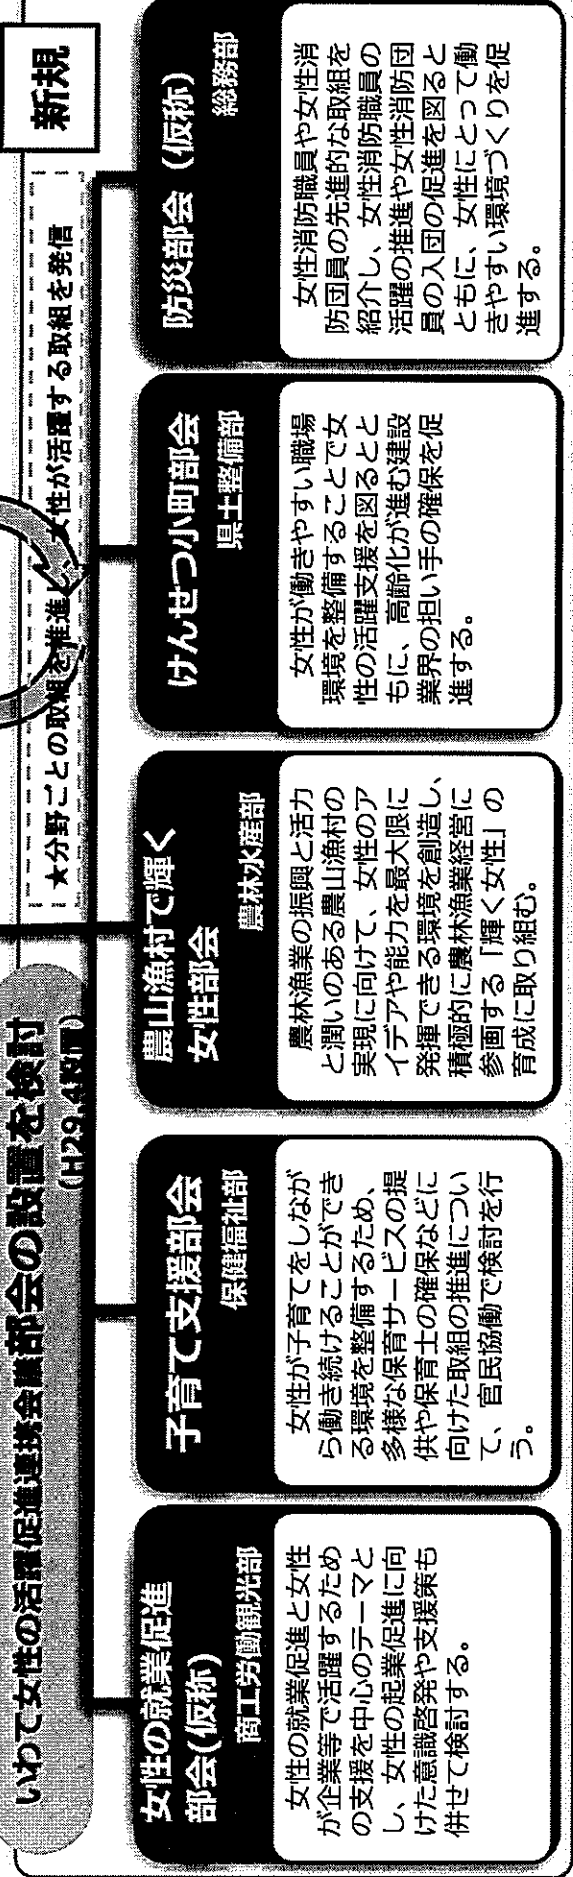 いわて女性の活躍促進連携会議部会の設置を検討
(H29.4設置)
新規
★分野ごとの取組を推進し、女性が活躍する取組を発信
女性の就業促進
部会(仮称)
商工労働観光部
女性の就業促進と女性
が企業等で活躍するため
の支援を中心のテーマと
し、女性の起業促進に向
けた意識啓発や支援策も
併せて検討する。
子育て支援部会
保健福祉部
女性が子育てをしなが
ら働き続けることができ
る環境を整備するため、
多様な保育サービスの提
供や保育士の確保などに
向けた取組の推進につい
て、官民協働で検討を行
う。
農山漁村で輝く
女性部会
農林水産部
農林漁業の振興と活力
と潤いのある農山漁村の
実現に向けて、女性のア
イデアや能力を最大限に
発揮できる環境を創造し、
積極的に農林漁業経営に
参画する「輝く女性」の
育成に取り組む。
けんせつ小町部会
県土整備部
女性が働きやすい職場
環境を整備することで女
性の活躍支援を図るとと
もに、高齢化が進む建設
業界の担い手の確保を促
進する。
防災部会（仮称）
総務部
女性消防職員や女性消
防団員の先進的な取組を
紹介し、女性消防職員の
活躍の推進や女性消防団
員の入団の促進を図ると
ともに、女性にとって働
きやすい環境づくりを促
進する。